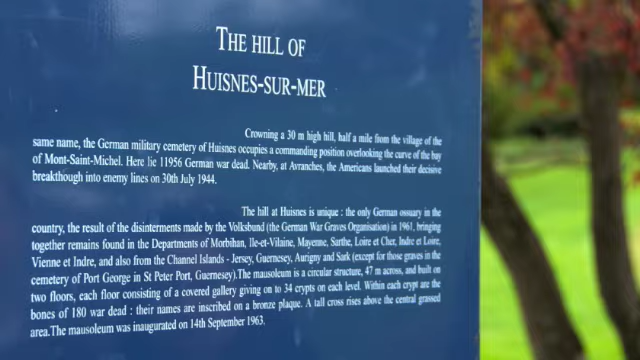 THE HILL OF
HUISNES-SUR-MER
Crowning a 30 m high hill, half a mile from the village of the
same name, the German military cemetery of Huisnes occupies a commanding position overlooking the curve of the bay
of Mont-Saint-Michel. Here lie 11956 German war dead. Nearby, at Avranches, the Americans launched their decisive
breakthrough into enemy lines on 30th July 1944.
The hill at Huisnes is unique : the only German ossuary in the
country, the result of the disinterments made by the Volksbund (the German War Graves Organisation) in 1961, bringing
together remains found in the Departments of Morbihan, Ile-et-Vilaine, Mayenne, Sarthe, Loire et Cher, Indre et Loire,
Vienne et Indre, and also from the Channel Islands - Jersey, Guernesey, Aurigny and Sark (except for those graves in the
cemetery of Port George in St Peter Port, Guernesey).The mausoleum is a circular structure, 47 m across, and built on
two floors, each floor consisting of a covered gallery giving on to 34 crypts on each level. Within each crypt are the
bones of 180 war dead : their names are inscribed on a bronze plaque. A tall cross rises above the central grassed
area.The mausoleum was inaugurated on 14th September 1963.